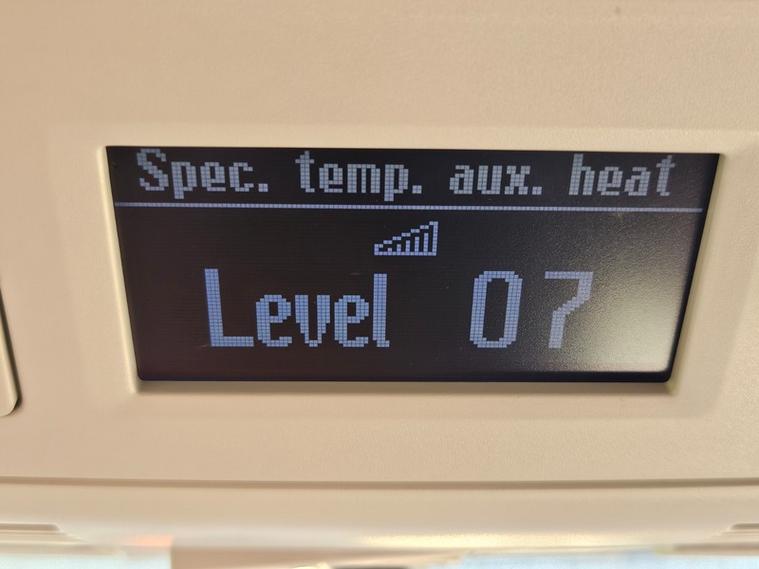 Spec. temp. aux. heat
Level 07